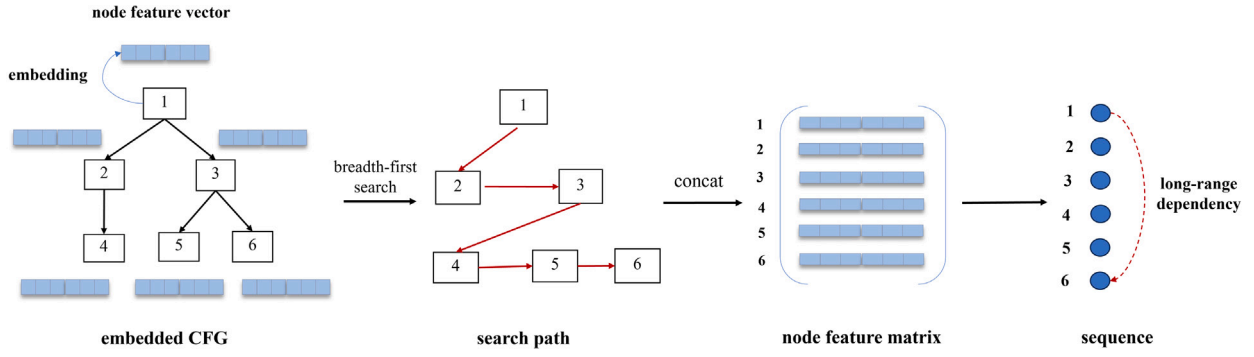 node feature vector
embedding
1
2
3
4
5
6
embedded CFG
breadth-first
search
1
2
3
4
5
6
search path
concat
1
2
3
4
5
6
node feature matrix
1
2
3
4
5
6
long-range
dependency
sequence